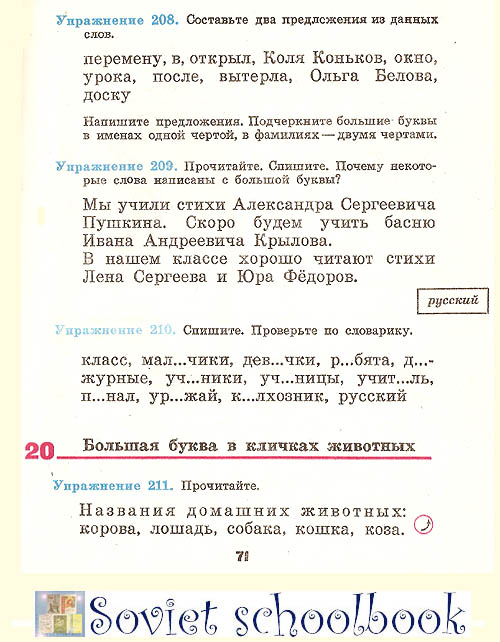 Упражнение 208. Составьте два предложения из данных
слов.
перемену, в, открыл, Коля Коньков, окно,
урока, после, вытерла, Ольга Белова,
доску
Напишите предложения. Подчеркните большие буквы
в именах одной чертой, в фамилиях — двумя чертами.
Упражнение 209. Прочитайте. Спишите. Почему некото-
рые слова написаны с большой буквы?
Мы учили стихи Александра Сергеевича
Пушкина. Скоро будем учить басню
Ивана Андреевича Крылова.
В нашем классе хорошо читают стихи
Лена Сергеева и Юра Фёдоров.
русский
Упражнение 210. Спишите. Проверьте по словарику.
класс, мал...чики, дев...чки, р...бята, д...-
журные, уч...ники, уч...ницы, учит...ль,
п...нал, ур...жай, к...лхозник, русский
20 Большая буква в кличках животных
Упражнение 211. Прочитайте.
Названия домашних животных:
корова, лошадь, собака, кошка, коза.
71
Soviet schoolbook